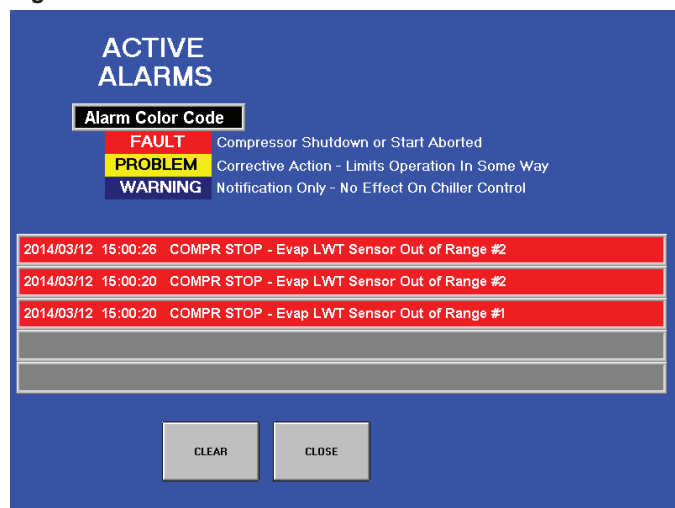 ACTIVE
ALARMS
Alarm Color Code
FAULT Compressor Shutdown or Start Aborted
PROBLEM Corrective Action - Limits Operation In Some Way
WARNING Notification Only - No Effect On Chiller Control
2014/03/12 15:00:26 COMPR STOP - Evap LWT Sensor Out of Range #2
2014/03/12 15:00:20 COMPR STOP - Evap LWT Sensor Out of Range #2
2014/03/12 15:00:20 COMPR STOP - Evap LWT Sensor Out of Range #1
CLEAR CLOSE